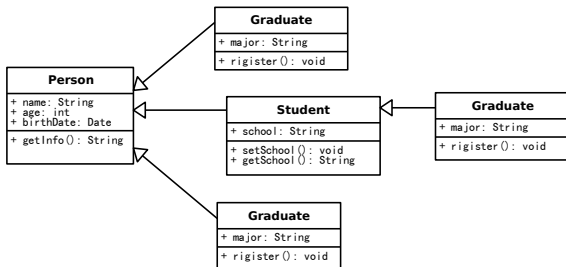 Graduate
+ major: String
+ rigister(): void
Person
+ name: String
+ age: int
+ birthDate: Date
+ getInfo(): String
Student
+ school: String
+ setSchool(): void
+ getSchool(): String
Graduate
+ major: String
+ rigister(): void
Graduate
+ major: String
+ rigister(): void